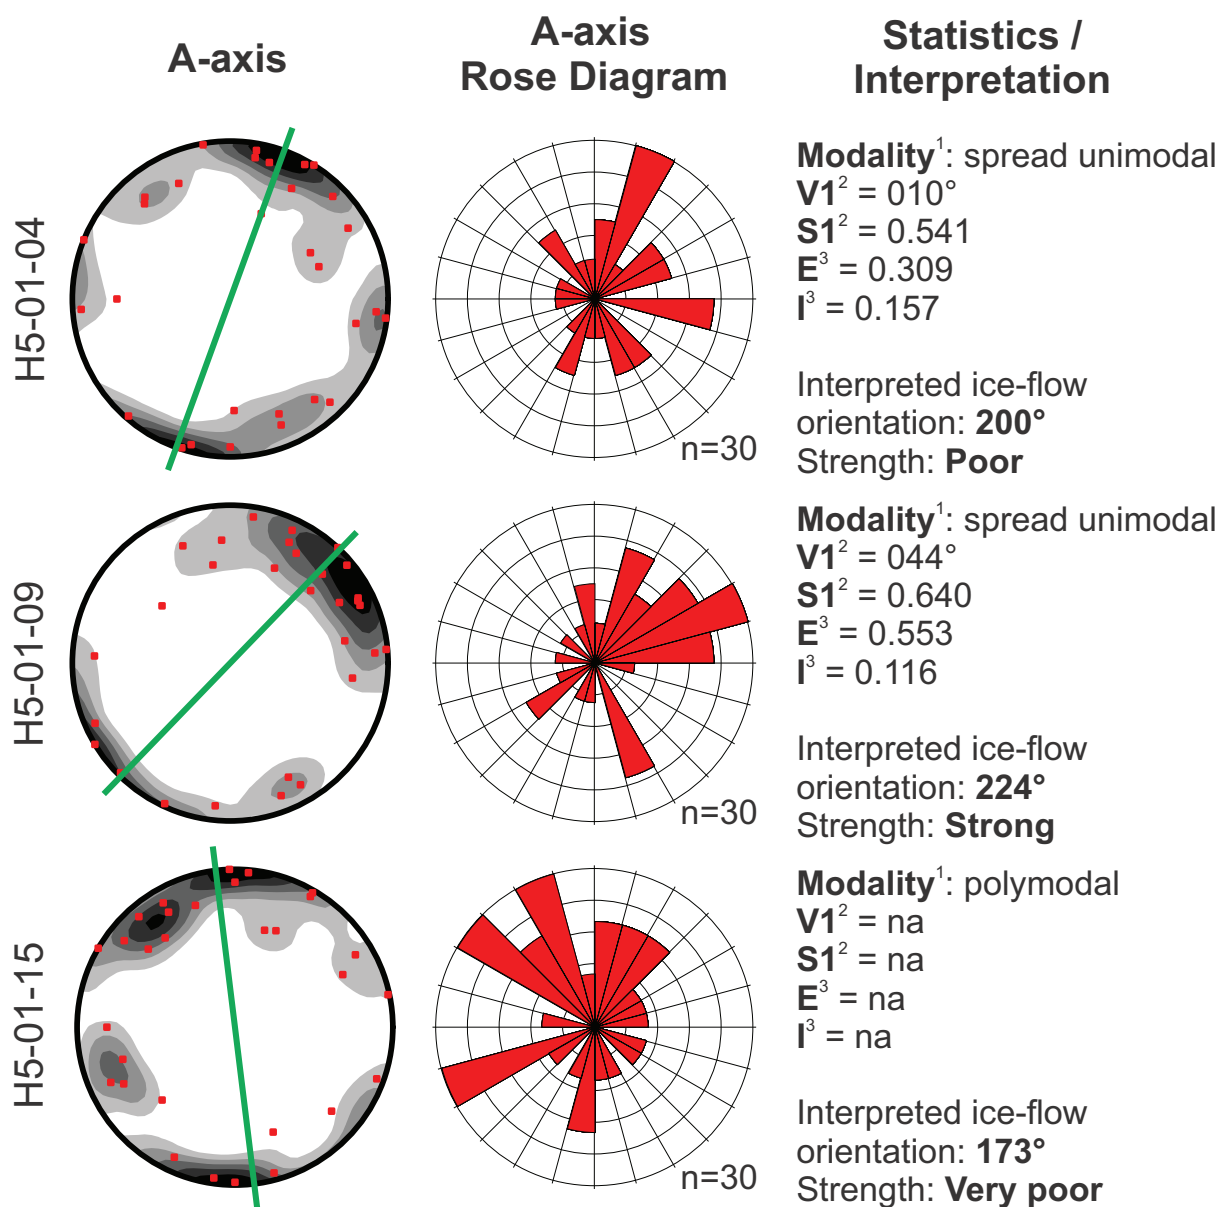 A-axis
A-axis
Rose Diagram
Statistics /
Interpretation
H5-01-04
n=30
Modality¹: spread unimodal
V1² = 010°
S1² = 0.541
E³ = 0.309
I³ = 0.157
Interpreted ice-flow
orientation: 200°
Strength: Poor
H5-01-09
n=30
Modality¹: spread unimodal
V1² = 044°
S1² = 0.640
E³ = 0.553
I³ = 0.116
Interpreted ice-flow
orientation: 224°
Strength: Strong
H5-01-15
n=30
Modality¹: polymodal
V1² = na
S1² = na
E³ = na
I³ = na
Interpreted ice-flow
orientation: 173°
Strength: Very poor